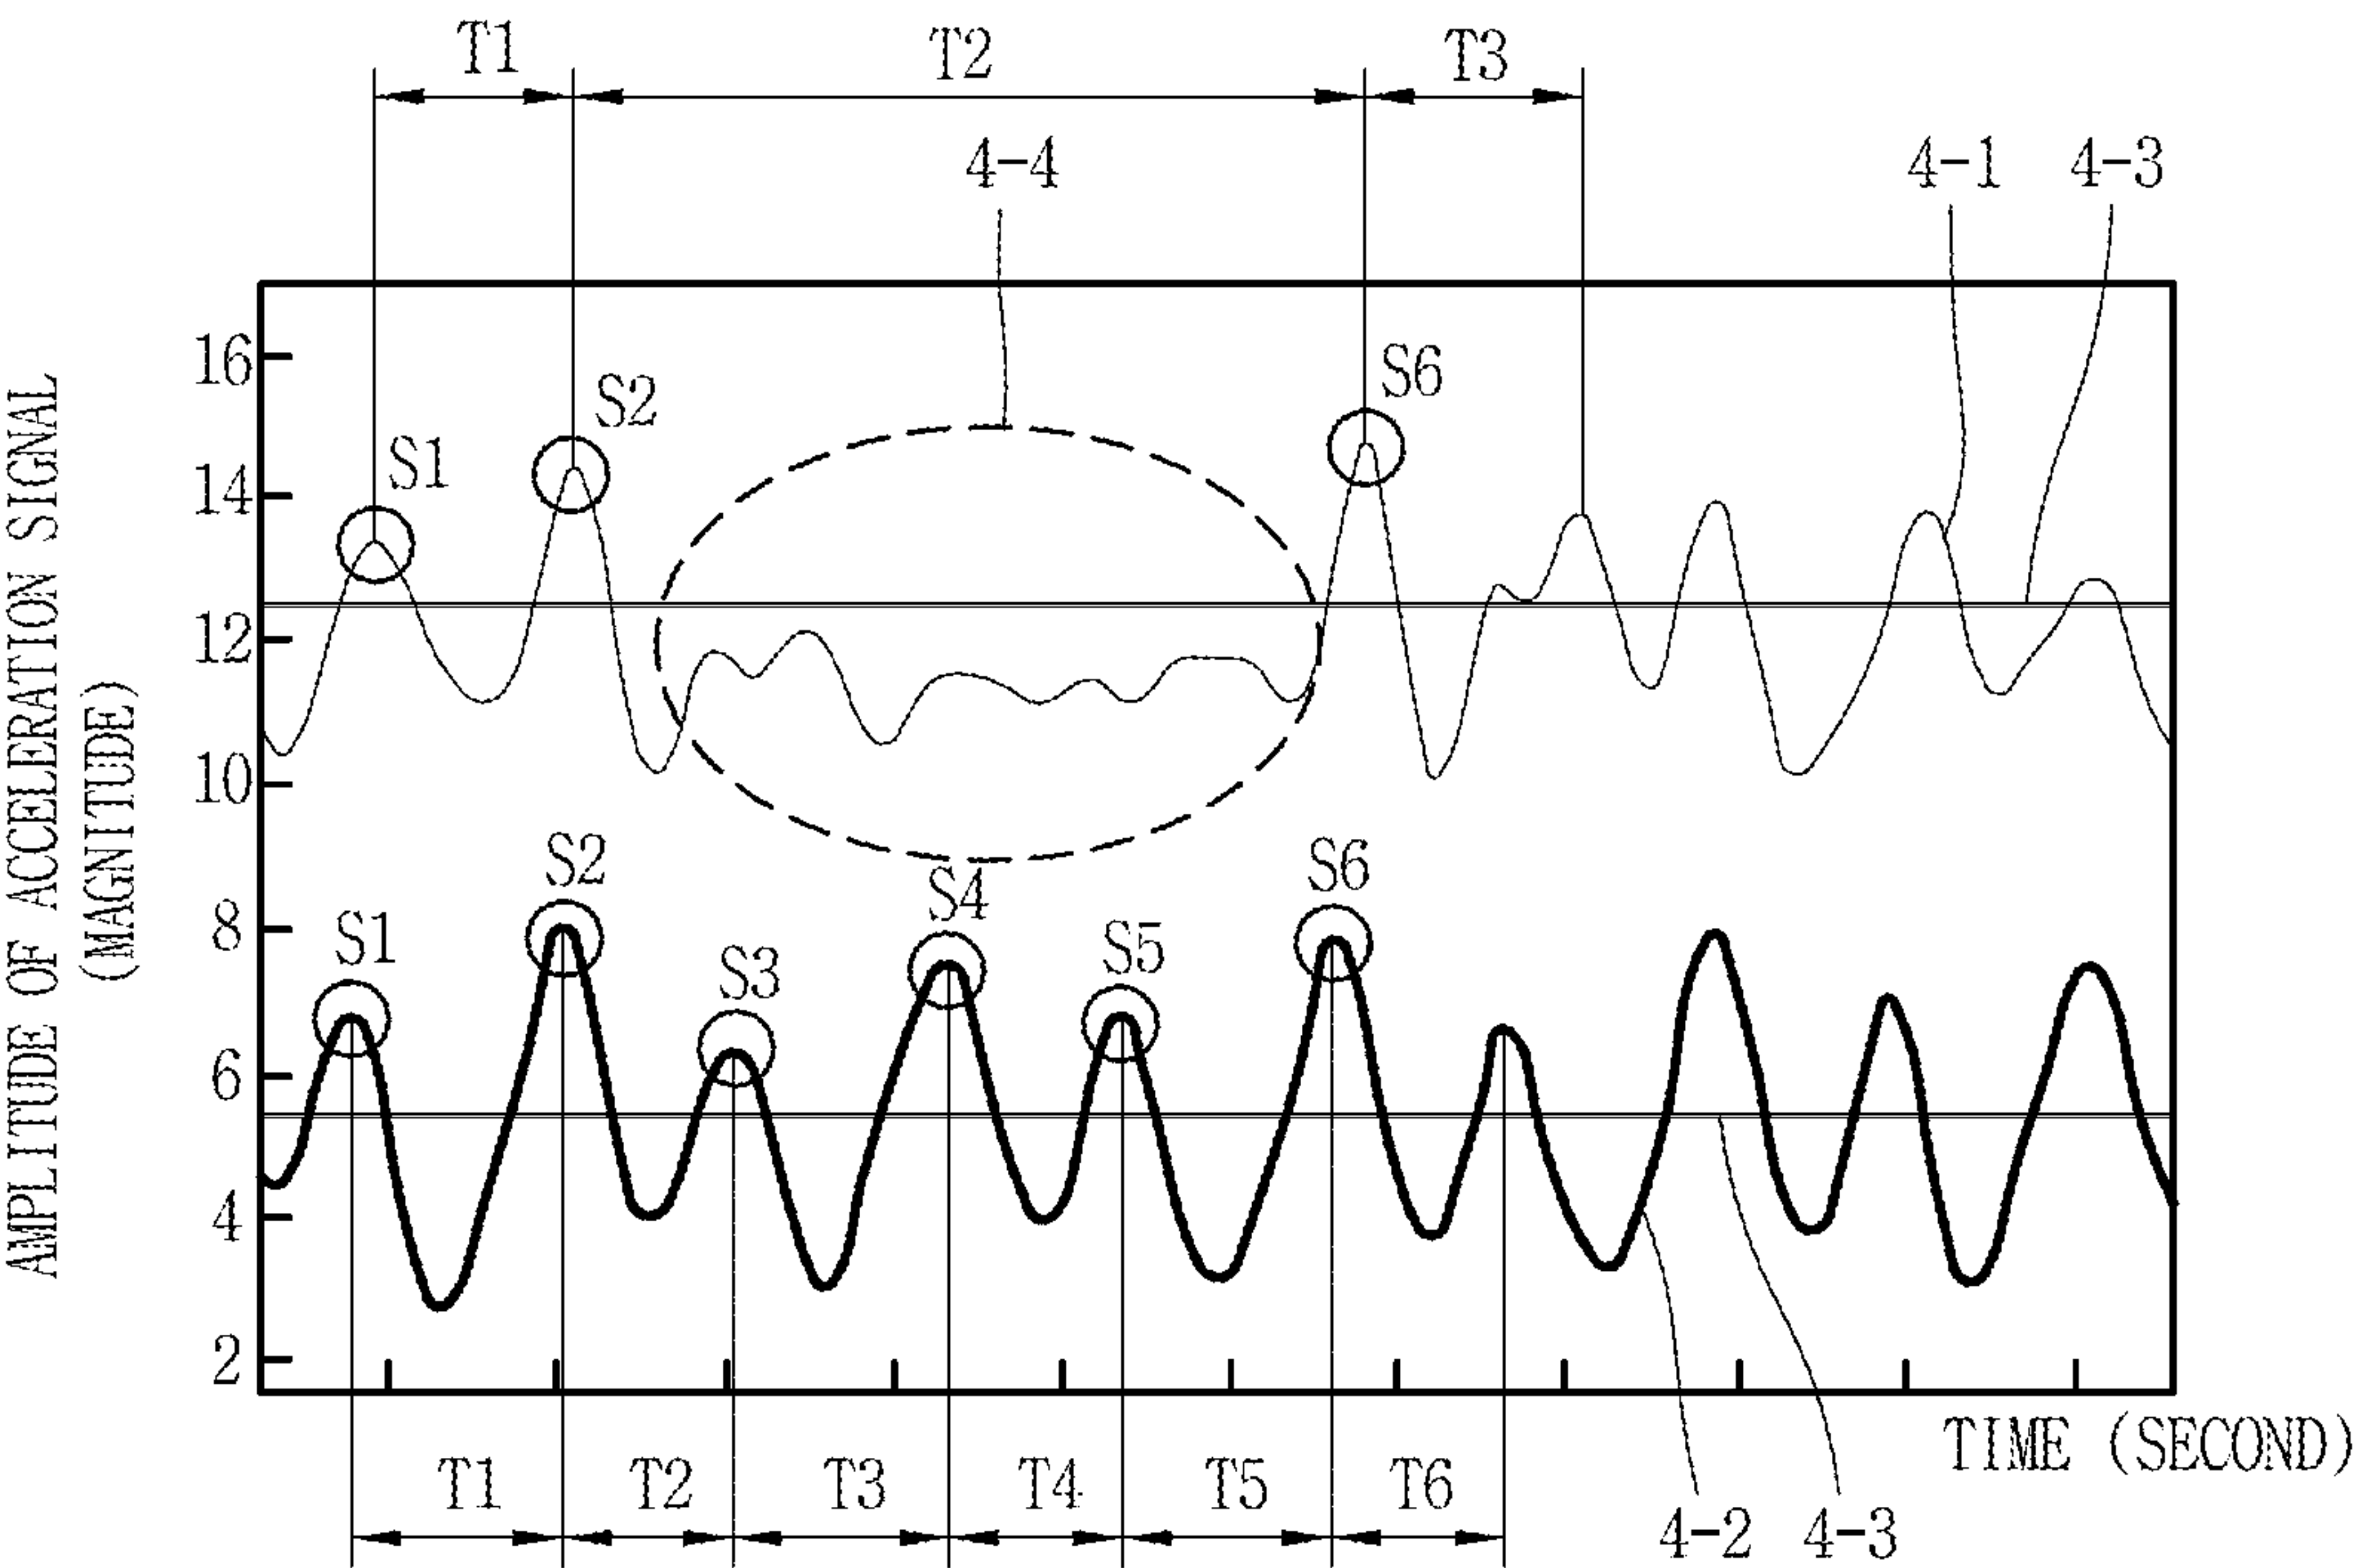 T1 T2 T3
4-4 4-1 4-3
16
S6
S2
S1
14
12
10
8
6
4
2
AMPLITUDE OF ACCELERATION SIGNAL
(MAGNITUDE)
S1
S2
S3
S4
S5
S6
TIME (SECOND)
T1 T2 T3 T4 T5 T6
4-2 4-3